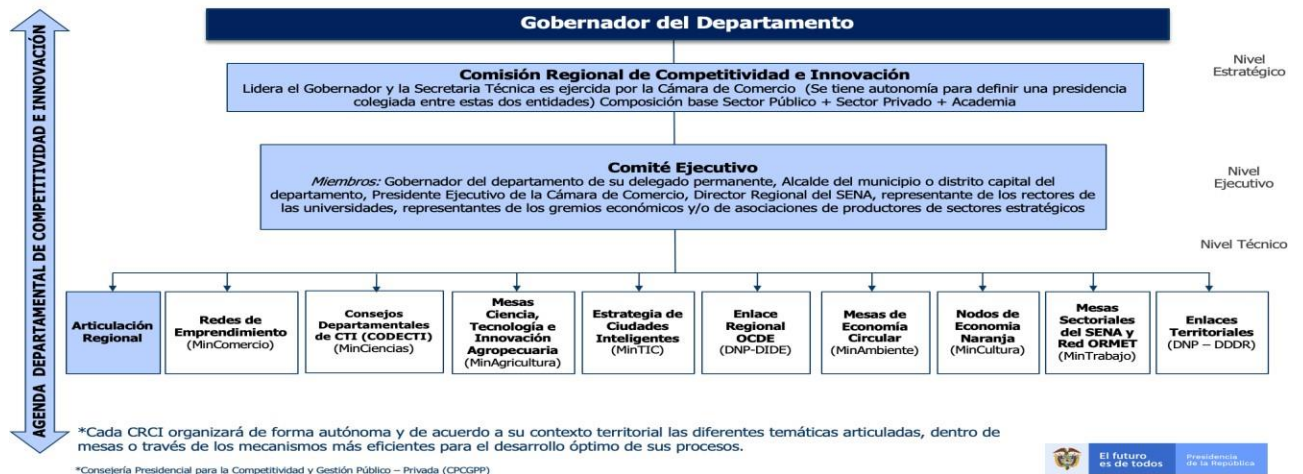 AGENDA DEPARTAMENTAL DE COMPETITIVIDAD E INNOVACIÓN
Gobernador del Departamento
Nivel
Estratégico
Comisión Regional de Competitividad e Innovación
Lidera el Gobernador y la Secretaria Técnica es ejercida por la Cámara de Comercio (Se tiene autonomía para definir una presidencia
colegiada entre estas dos entidades) Composición base Sector Público + Sector Privado + Academia
Nivel
Ejecutivo
Comité Ejecutivo
Miembros: Gobernador del departamento de su delegado permanente, Alcalde del municipio o distrito capital del
departamento, Presidente Ejecutivo de la Cámara de Comercio, Director Regional del SENA, representante de los rectores de
las universidades, representantes de los gremios económicos y/o de asociaciones de productores de sectores estratégicos
Nivel Técnico
Articulación
Regional
Redes de
Emprendimiento
(MinComercio)
Consejos
Departamentales
de CTI (CODECTI)
(MinCiencias)
Mesas
Ciencia,
Tecnología e
Innovación
Agropecuaria
(MinAgricultura)
Estrategia de
Ciudades
Inteligentes
(MinTIC)
Enlace
Regional
OCDE
(DNP-DIDE)
Mesas de
Economía
Circular
(MinAmbiente)
Nodos de
Economia
Naranja
(MinCultura)
Mesas
Sectoriales
del SENA y
Red ORMET
(MinTrabajo)
Enlaces
Territoriales
(DNP – DDDR)
*Cada CRCI organizará de forma autónoma y de acuerdo a su contexto territorial las diferentes temáticas articuladas, dentro de
mesas o través de los mecanismos más eficientes para el desarrollo óptimo de sus procesos.
*Consejería Presidencial para la Competitividad y Gestión Público – Privada (CPCGPP)
El futuro
es de todos
Presidencia
de la República